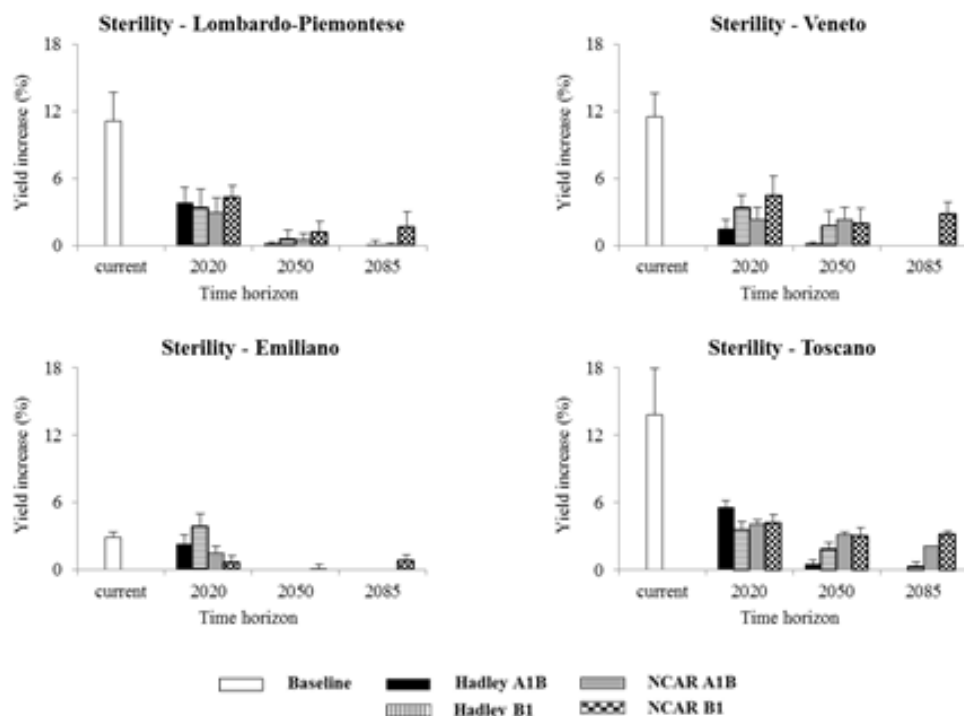 Sterility - Lombardo-Piemontese
18
12
6
0
Yield increase (%)
current 2020 2050 2085
Time horizon
Sterility - Veneto
18
12
6
0
Yield increase (%)
current 2020 2050 2085
Time horizon
Sterility - Emiliano
18
12
6
0
Yield increase (%)
current 2020 2050 2085
Time horizon
Sterility - Toscano
18
12
6
0
Yield increase (%)
current 2020 2050 2085
Time horizon
Baseline Hadley A1B NCAR A1B
Hadley B1 NCAR B1